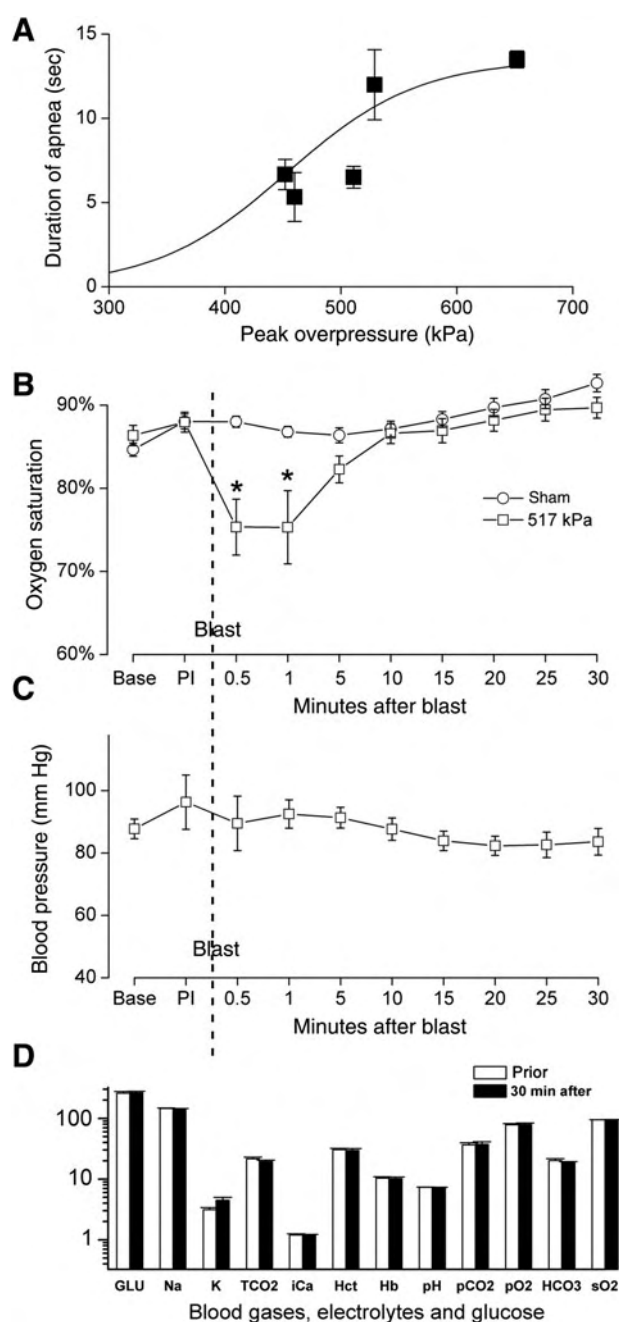 A
15
10
5
0
Duration of apnea (sec)
300 400 500 600 700
Peak overpressure (kPa)
B
90%
80%
70%
60%
Oxygen saturation
* *
Sham
517 kPa
Blast
Base PI 0.5 1 5 10 15 20 25 30
Minutes after blast
C
100
80
60
40
Blood pressure (mm Hg)
Blast
Base PI 0.5 1 5 10 15 20 25 30
Minutes after blast
D
Prior
30 min after
100
10
1
GLU Na K TCO2 iCa Hct Hb pH pCO2 pO2 HCO3 sO2
Blood gases, electrolytes and glucose